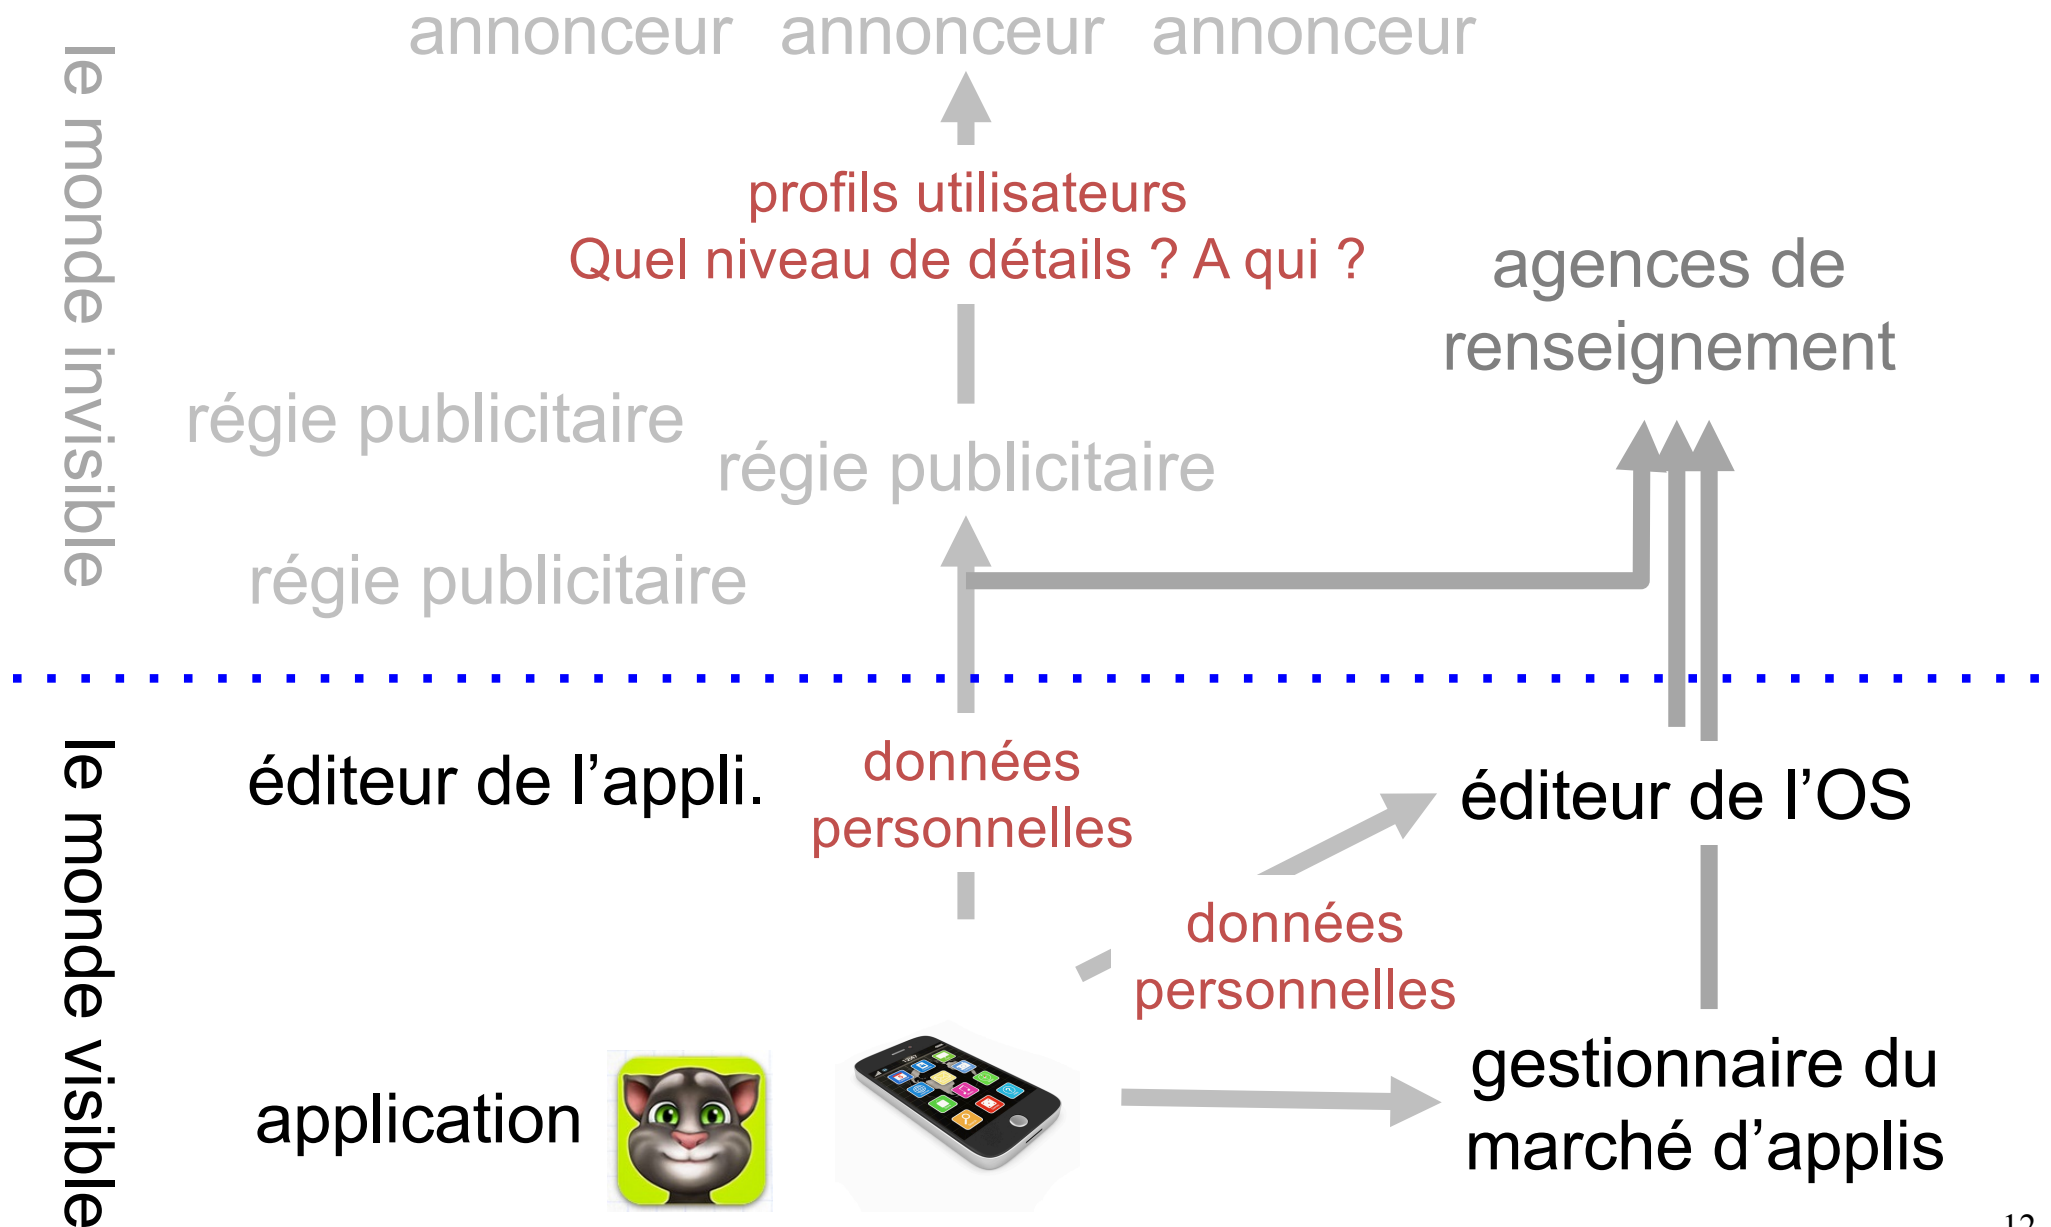 annonceur annonceur annonceur
le monde invisible
profils utilisateurs
Quel niveau de détails ? A qui ?
agences de
renseignement
régie publicitaire
régie publicitaire
régie publicitaire
le monde visible
éditeur de l’appli.
données
personnelles
éditeur de l’OS
données
personnelles
application
gestionnaire du
marché d’applis
12